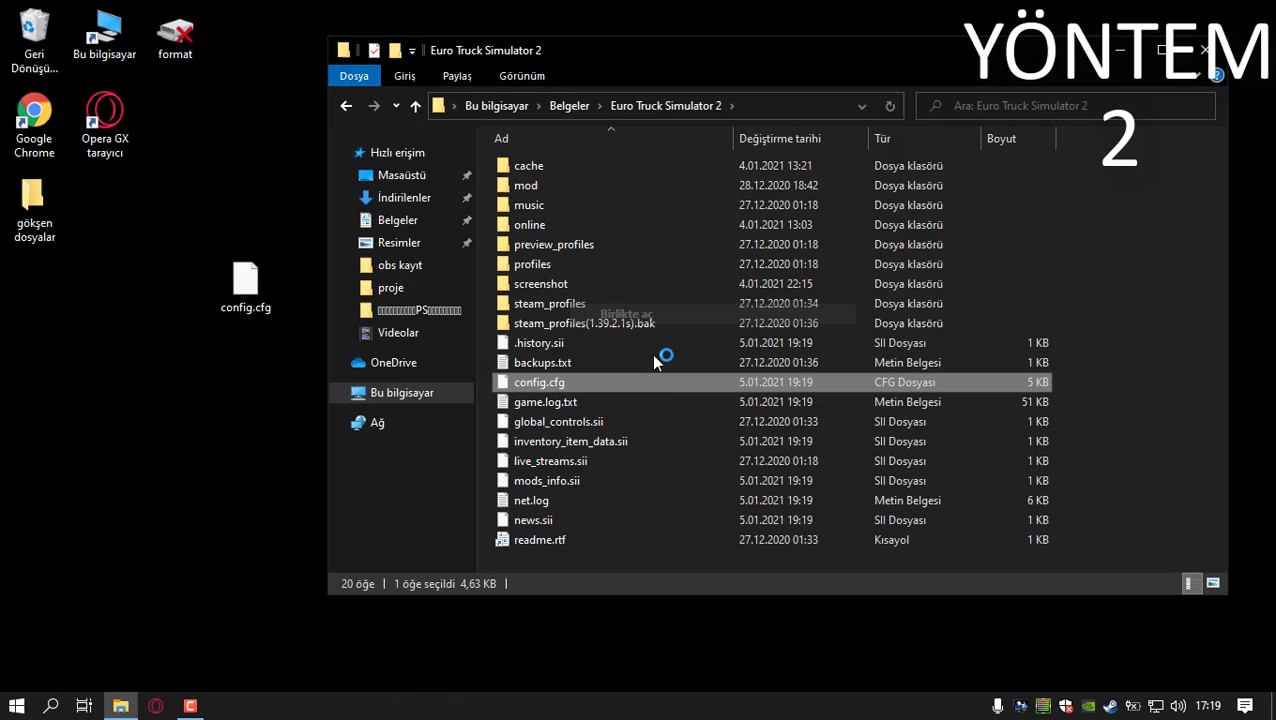 YÖNTEM
2
Geri
Dönüşü...
Bu bilgisayar
format
Google
Chrome
Opera GX
tarayıcı
gökşen
dosyalar
config.cfg
Euro Truck Simulator 2
Dosya
Giriş
Paylaş
Görünüm
Bu bilgisayar
Belgeler
Euro Truck Simulator 2
Ara: Euro Truck Simulator 2
Hızlı erişim
Masaüstü
İndirilenler
Belgeler
Resimler
obs kayıt
proje
PS
Videolar
OneDrive
Bu bilgisayar
Ağ
Ad Değiştirme tarihi Tür Boyut
cache 4.01.2021 13:21 Dosya klasörü
mod 28.12.2020 18:42 Dosya klasörü
music 27.12.2020 01:18 Dosya klasörü
online 4.01.2021 13:03 Dosya klasörü
preview_profiles 27.12.2020 01:18 Dosya klasörü
profiles 27.12.2020 01:18 Dosya klasörü
screenshot 4.01.2021 22:15 Dosya klasörü
steam_profiles 27.12.2020 01:34 Dosya klasörü
Birlikte aç
steam_profiles(1.39.2.1s).bak 27.12.2020 01:36 Dosya klasörü
.history.sii 5.01.2021 19:19 SII Dosyası 1 KB
backups.txt 27.12.2020 01:36 Metin Belgesi 1 KB
config.cfg 5.01.2021 19:19 CFG Dosyası 5 KB
game.log.txt 5.01.2021 19:19 Metin Belgesi 51 KB
global_controls.sii 27.12.2020 01:33 SII Dosyası 1 KB
inventory_item_data.sii 5.01.2021 19:19 SII Dosyası 1 KB
live_streams.sii 27.12.2020 01:18 SII Dosyası 1 KB
mods_info.sii 5.01.2021 19:19 SII Dosyası 1 KB
net.log 5.01.2021 19:19 Metin Belgesi 6 KB
news.sii 5.01.2021 19:19 SII Dosyası 1 KB
readme.rtf 27.12.2020 01:33 Kısayol 1 KB
20 öğe
1 öğe seçildi 4,63 KB
17:19